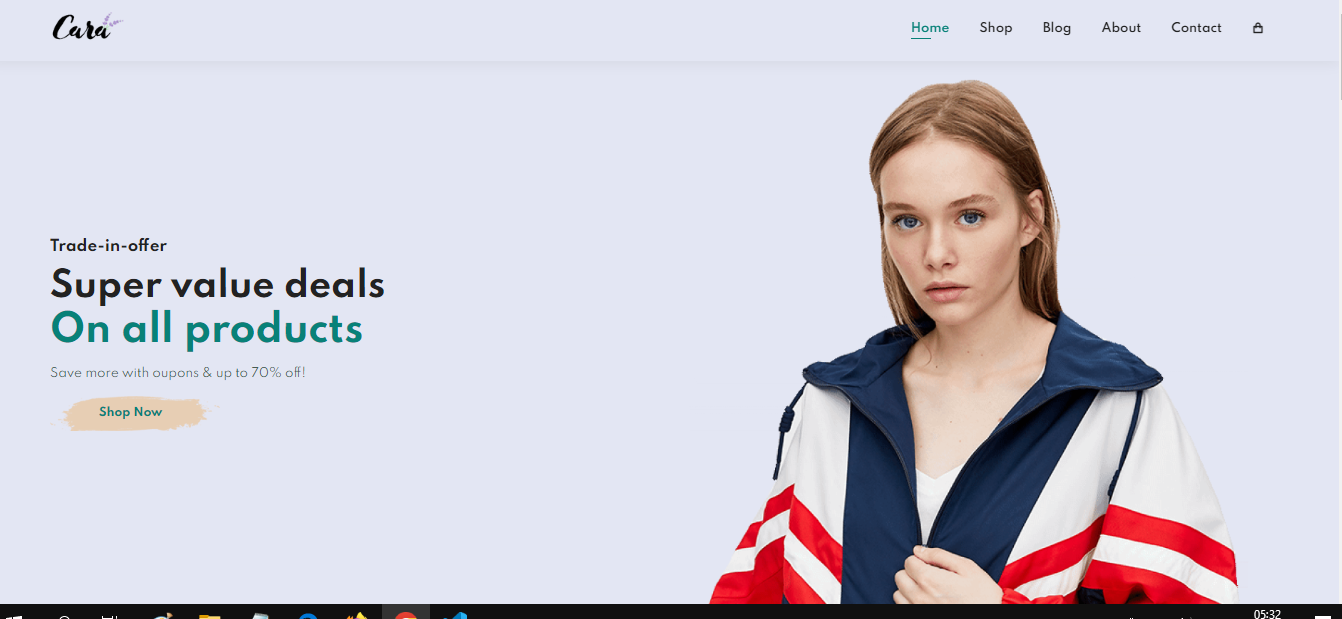 Cara
Home Shop Blog About Contact
Trade-in-offer
Super value deals
On all products
Save more with oupons & up to 70% off!
Shop Now
05:32